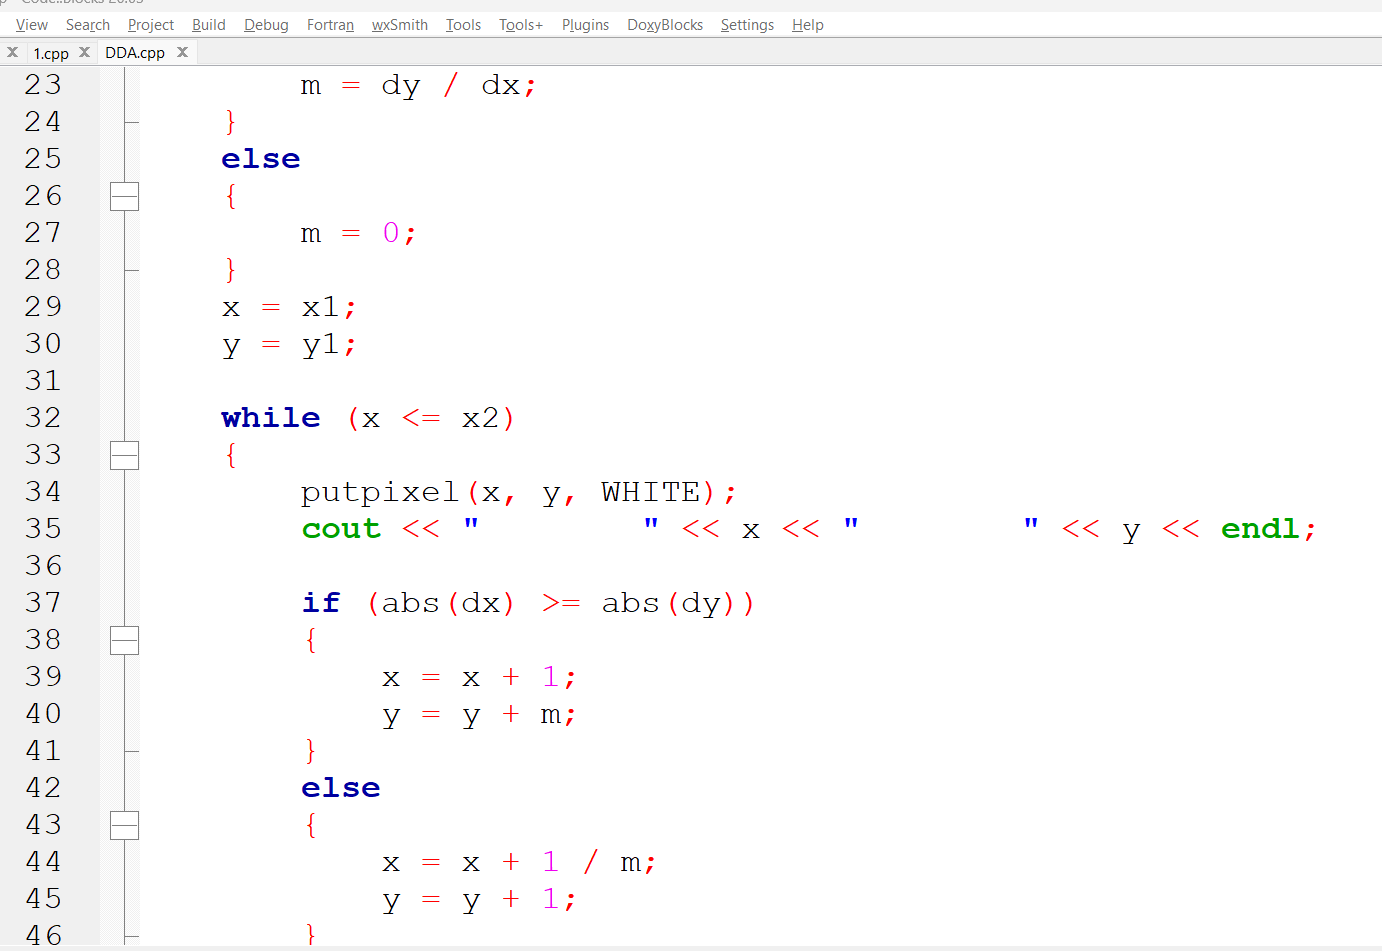 View Search Project Build Debug Fortran wxSmith Tools Tools+ Plugins DoxyBlocks Settings Help
X 1.cpp X DDA.cpp X
23 m = dy / dx;
24 }
25 else
26 {
27 m = 0;
28 }
29 x = x1;
30 y = y1;
31
32 while (x <= x2)
33 {
34 putpixel(x, y, WHITE);
35 cout << "        " << x << "        " << y << endl;
36
37 if (abs(dx) >= abs(dy))
38 {
39 x = x + 1;
40 y = y + m;
41 }
42 else
43 {
44 x = x + 1 / m;
45 y = y + 1;
46 }